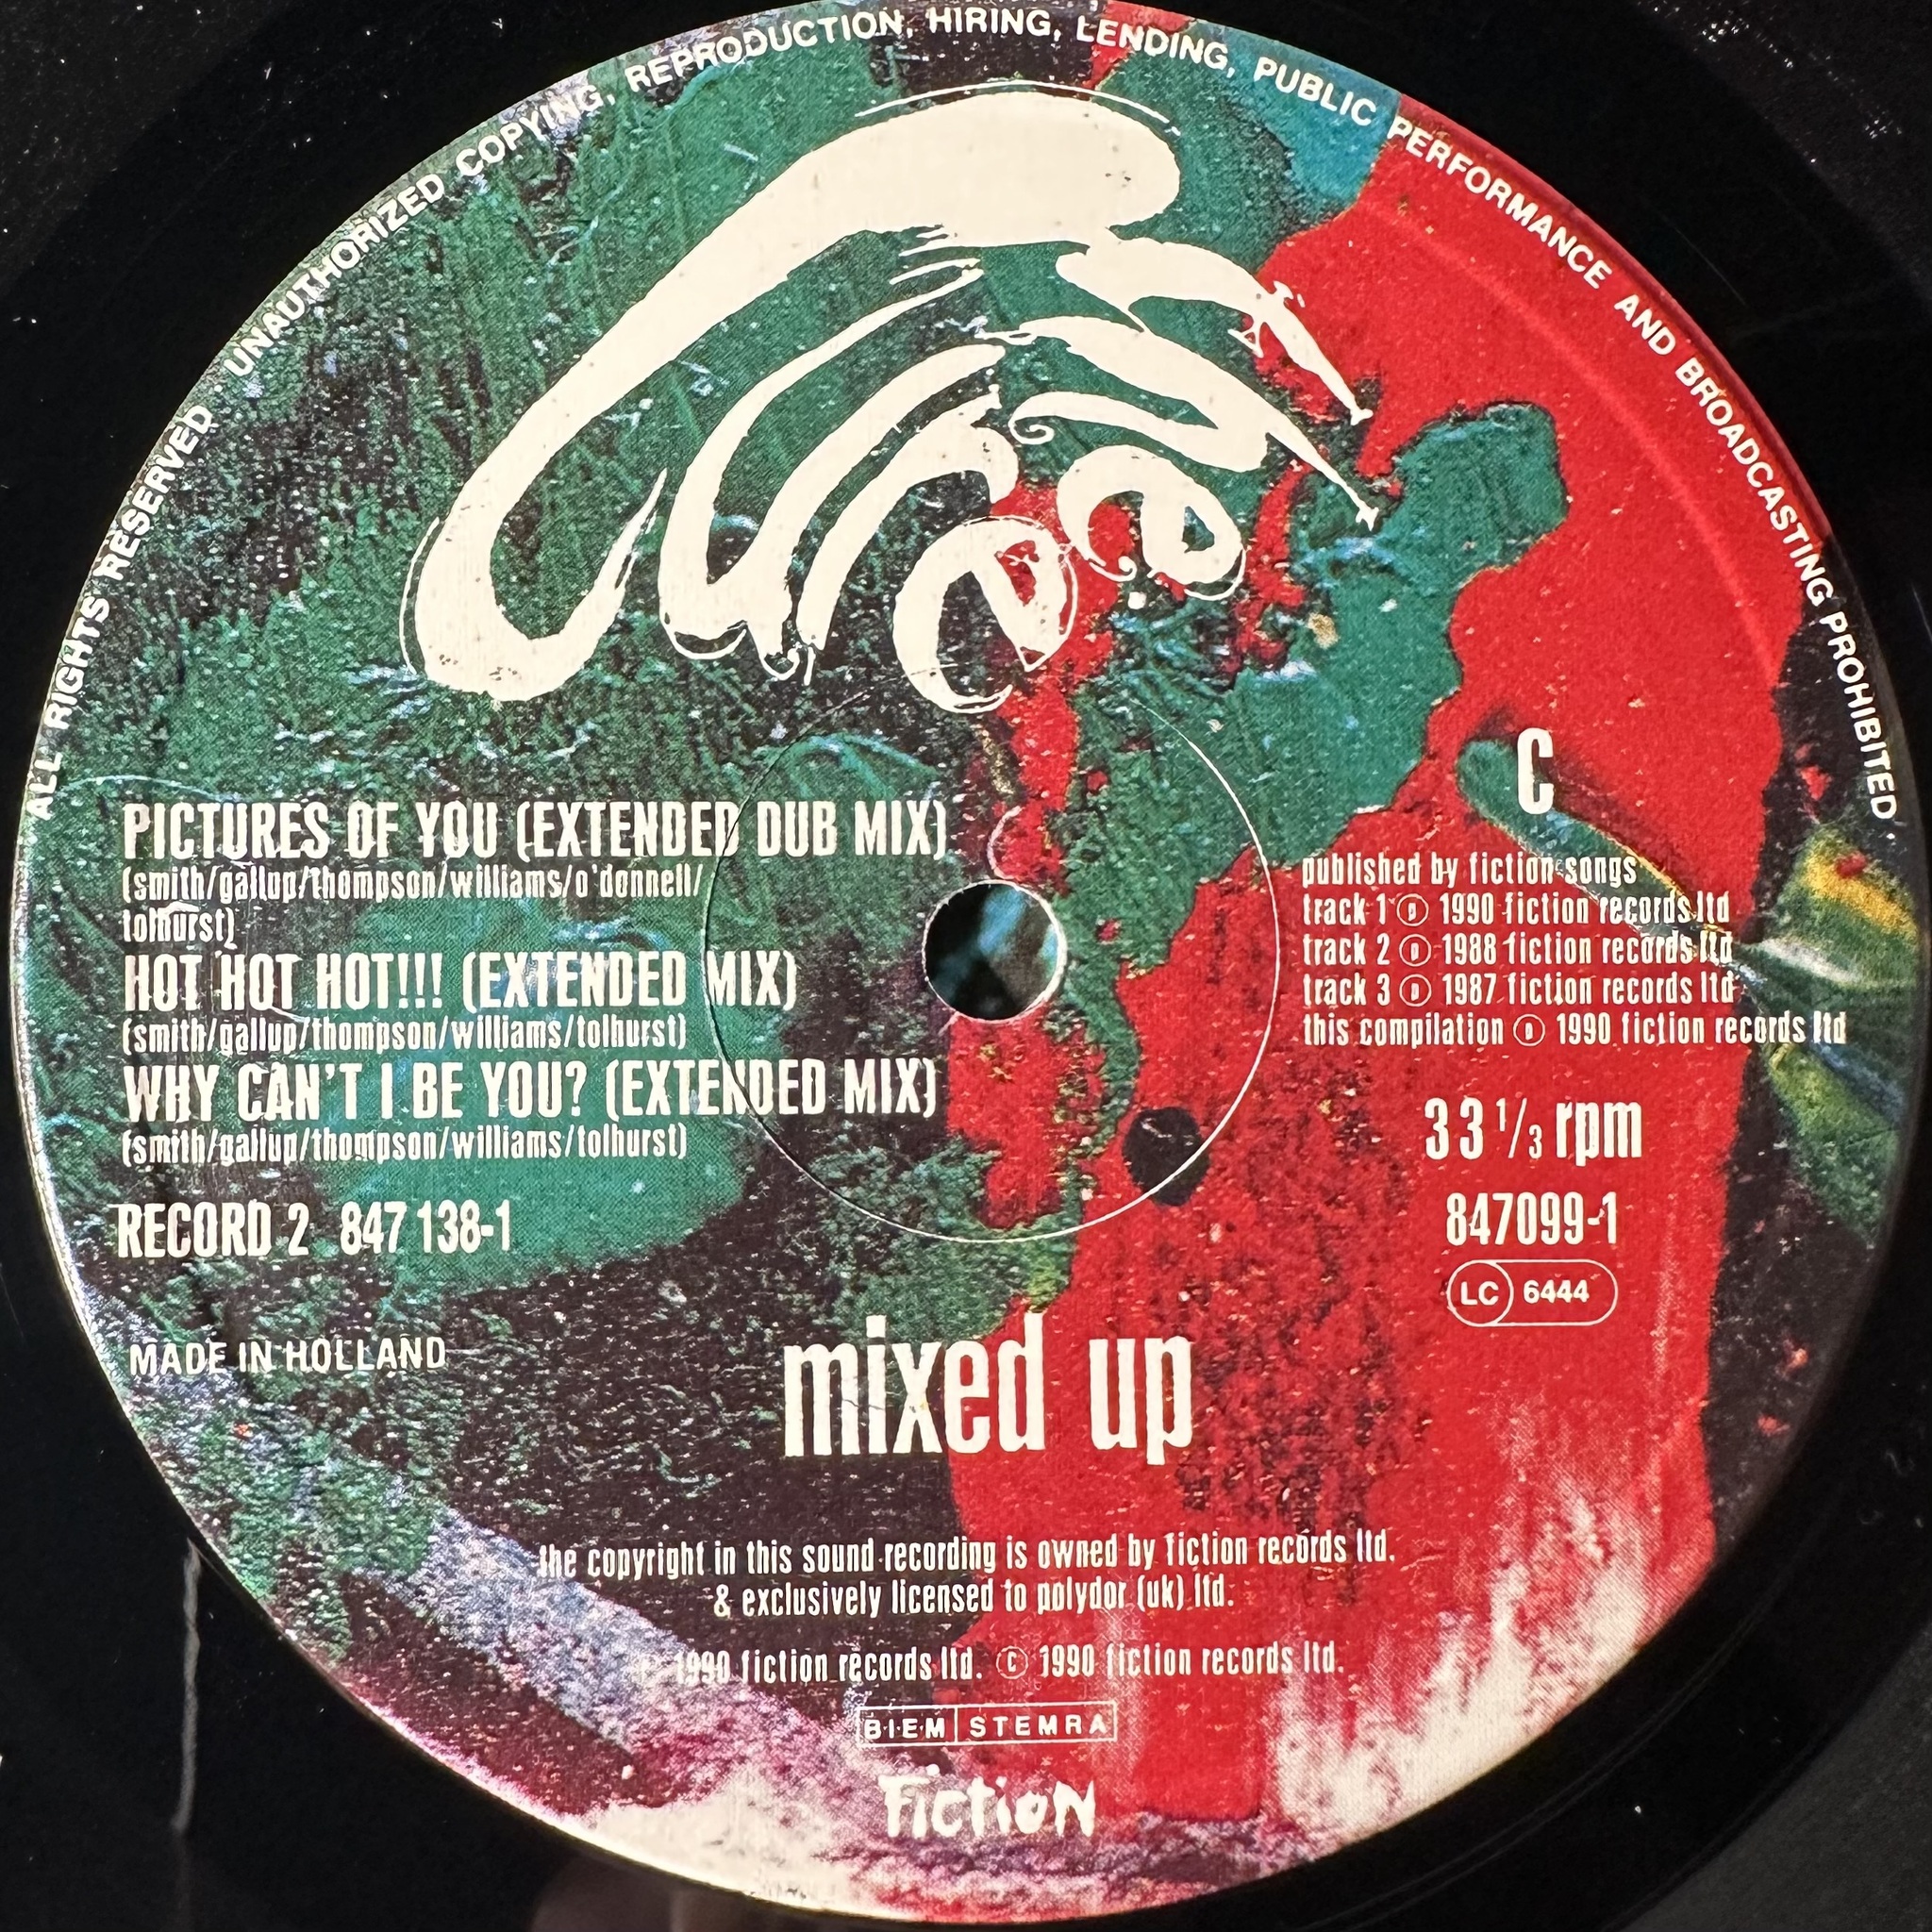 ALL RIGHTS RESERVED · UNAUTHORIZED COPYING, REPRODUCTION, HIRING, LENDING, PUBLIC PERFORMANCE AND BROADCASTING PROHIBITED ·
Cure
C
PICTURES OF YOU (EXTENDED DUB MIX)
(smith/gallup/thompson/williams/o'donnell/
tolhurst)
HOT HOT HOT!!! (EXTENDED MIX)
(smith/gallup/thompson/williams/tolhurst)
WHY CAN'T I BE YOU? (EXTENDED MIX)
(smith/gallup/thompson/williams/tolhurst)
RECORD 2 847 138-1
MADE IN HOLLAND
published by fiction songs
track 1 ℗ 1990 fiction records ltd
track 2 ℗ 1988 fiction records ltd
track 3 ℗ 1987 fiction records ltd
this compilation ℗ 1990 fiction records ltd
33 1/3 rpm
847099-1
LC 6444
mixed up
the copyright in this sound recording is owned by fiction records ltd.
& exclusively licensed to polydor (uk) ltd.
1990 fiction records ltd. © 1990 fiction records ltd.
BIEM STEMRA
Fiction